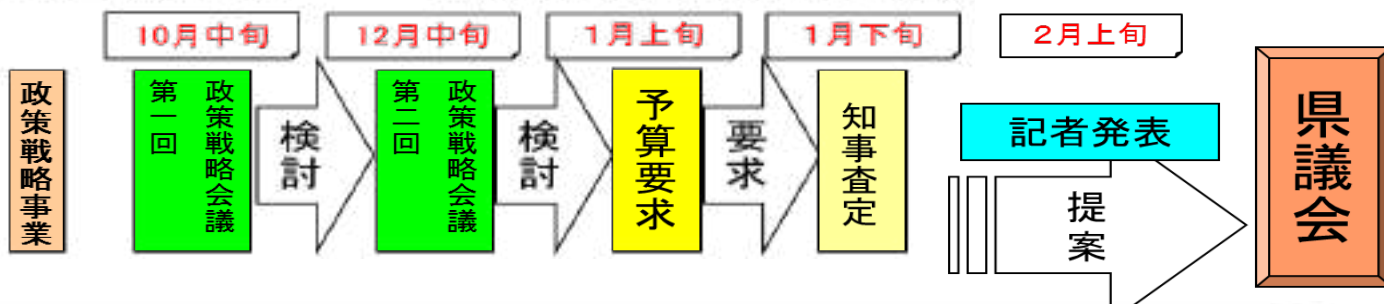 10月中旬
12月中旬
1月上旬
1月下旬
2月上旬
政策戦略事業
政策戦略会議
第一回
検討
政策戦略会議
第二回
検討
予算要求
要求
知事査定
記者発表
提案
県議会